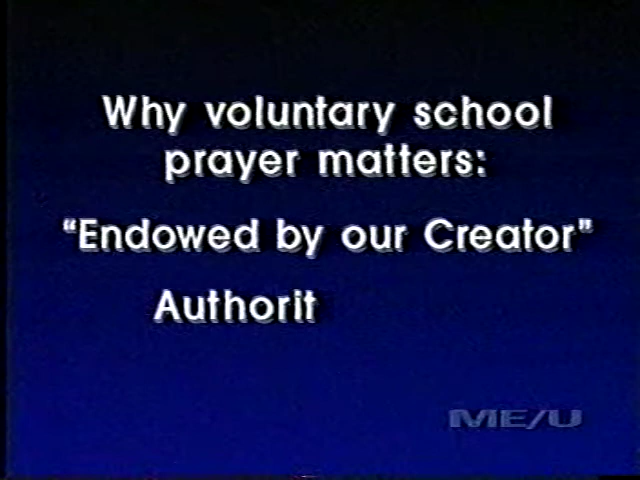 Why voluntary school
prayer matters:
“Endowed by our Creator”
Authorit
ME/U